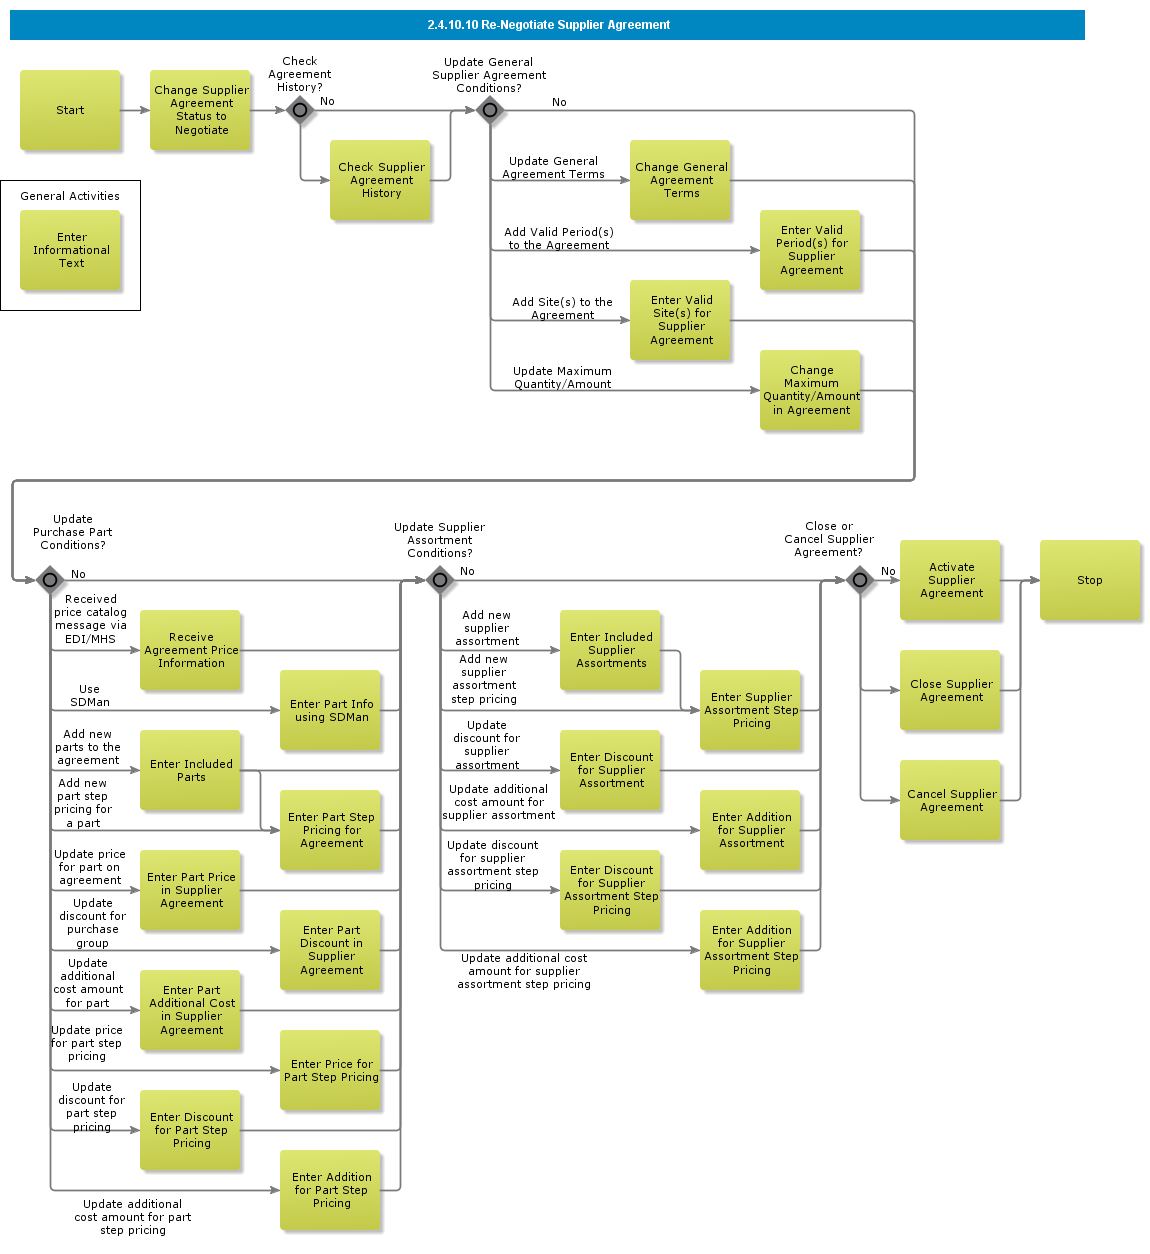 2.4.10.10 Re-Negotiate Supplier Agreement
Check
Agreement
History?
Update General
Supplier Agreement
Conditions?
Start
Change Supplier
Agreement
Status to
Negotiate
No
No
Check Supplier
Agreement
History
Update General
Agreement Terms
Change General
Agreement
Terms
General Activities
Enter
Informational
Text
Add Valid Period(s)
to the Agreement
Enter Valid
Period(s) for
Supplier
Agreement
Add Site(s) to the
Agreement
Enter Valid
Site(s) for
Supplier
Agreement
Update Maximum
Quantity/Amount
Change
Maximum
Quantity/Amount
in Agreement
Update
Purchase Part
Conditions?
No
Received
price catalog
message via
EDI/MHS
Receive
Agreement Price
Information
Use
SDMan
Enter Part Info
using SDMan
Add new
parts to the
agreement
Enter Included
Parts
Add new
part step
pricing for
a part
Enter Part Step
Pricing for
Agreement
Update price
for part on
agreement
Enter Part Price
in Supplier
Agreement
Update
discount for
purchase
group
Enter Part
Discount in
Supplier
Agreement
Update
additional
cost amount
for part
Enter Part
Additional Cost
in Supplier
Agreement
Update price
for part step
pricing
Enter Price for
Part Step Pricing
Update
discount for
part step
pricing
Enter Discount
for Part Step
Pricing
Update additional
cost amount for part
step pricing
Enter Addition
for Part Step
Pricing
Update Supplier
Assortment
Conditions?
No
Add new
supplier
assortment
Enter Included
Supplier
Assortments
Add new
supplier
assortment
step pricing
Enter Supplier
Assortment Step
Pricing
Update
discount for
supplier
assortment
Enter Discount
for Supplier
Assortment
Update additional
cost amount for
supplier assortment
Enter Addition
for Supplier
Assortment
Update discount
for supplier
assortment step
pricing
Enter Discount
for Supplier
Assortment Step
Pricing
Update additional cost
amount for supplier
assortment step pricing
Enter Addition
for Supplier
Assortment Step
Pricing
Close or
Cancel Supplier
Agreement?
No
Activate
Supplier
Agreement
Stop
Close Supplier
Agreement
Cancel Supplier
Agreement